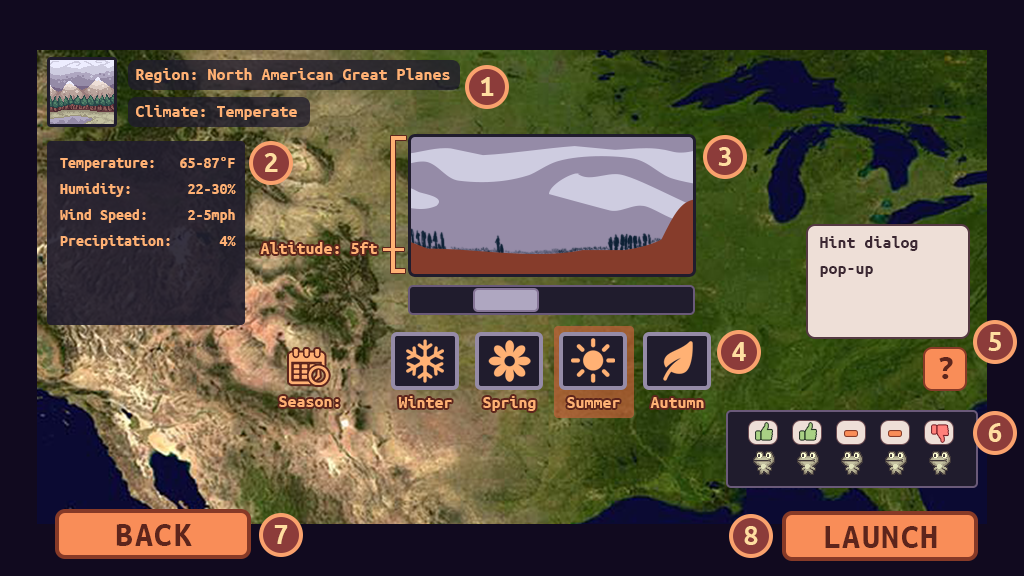 Region: North American Great Planes
1
Climate: Temperate
2
Temperature: 65-87°F
Humidity: 22-30%
Wind Speed: 2-5mph
Precipitation: 4%
3
Altitude: 5ft
Hint dialog
pop-up
4
5
?
Season:
Winter
Spring
Summer
Autumn
6
BACK
7
8
LAUNCH